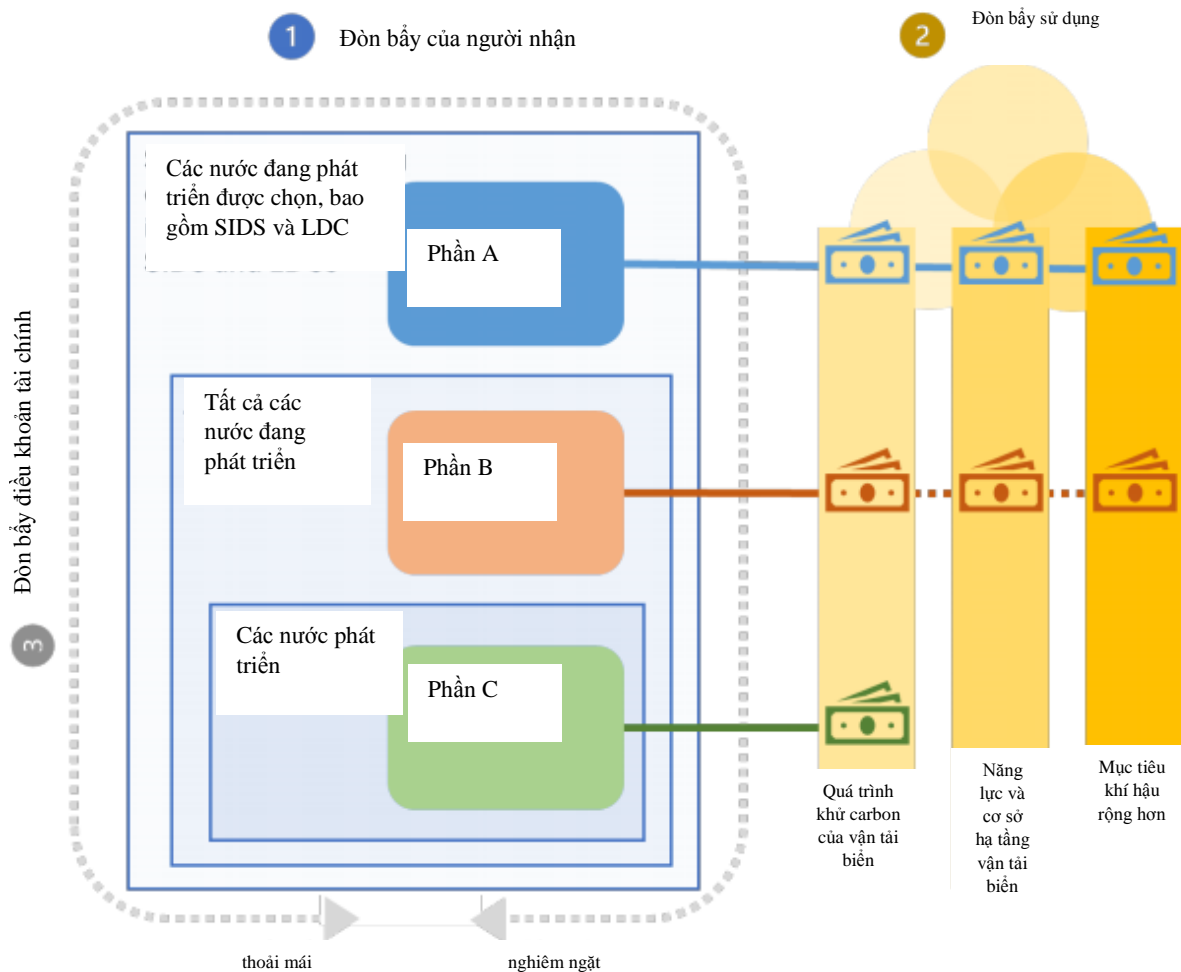 1
Đòn bẩy của người nhận
2
Đòn bẩy sử dụng
Các nước đang phát
triển được chọn, bao
gồm SIDS và LDC
Phần A
Tất cả các
nước đang
phát triển
Phần B
Các nước phát
triển
Phần C
3
Đòn bẩy điều khoản tài chính
Quá trình
khử carbon
của vận tải
biển
Năng
lực và
cơ sở
hạ tầng
vận tải
biển
Mục tiêu
khí hậu
rộng hơn
thoải mái
nghiêm ngặt